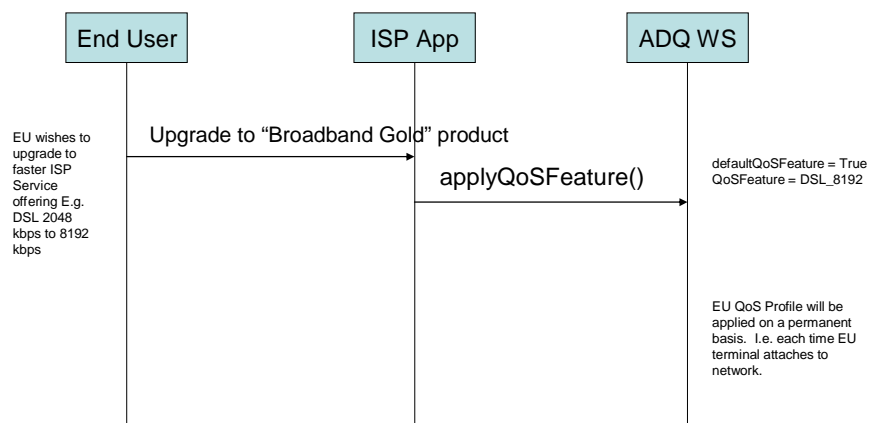 End User
ISP App
ADQ WS
EU wishes to
upgrade to
faster ISP
Service
offering E.g.
DSL 2048
kbps to 8192
kbps
Upgrade to “Broadband Gold” product
applyQoSFeature()
defaultQoSFeature = True
QoSFeature = DSL_8192
EU QoS Profile will be
applied on a permanent
basis. I.e. each time EU
terminal attaches to
network.